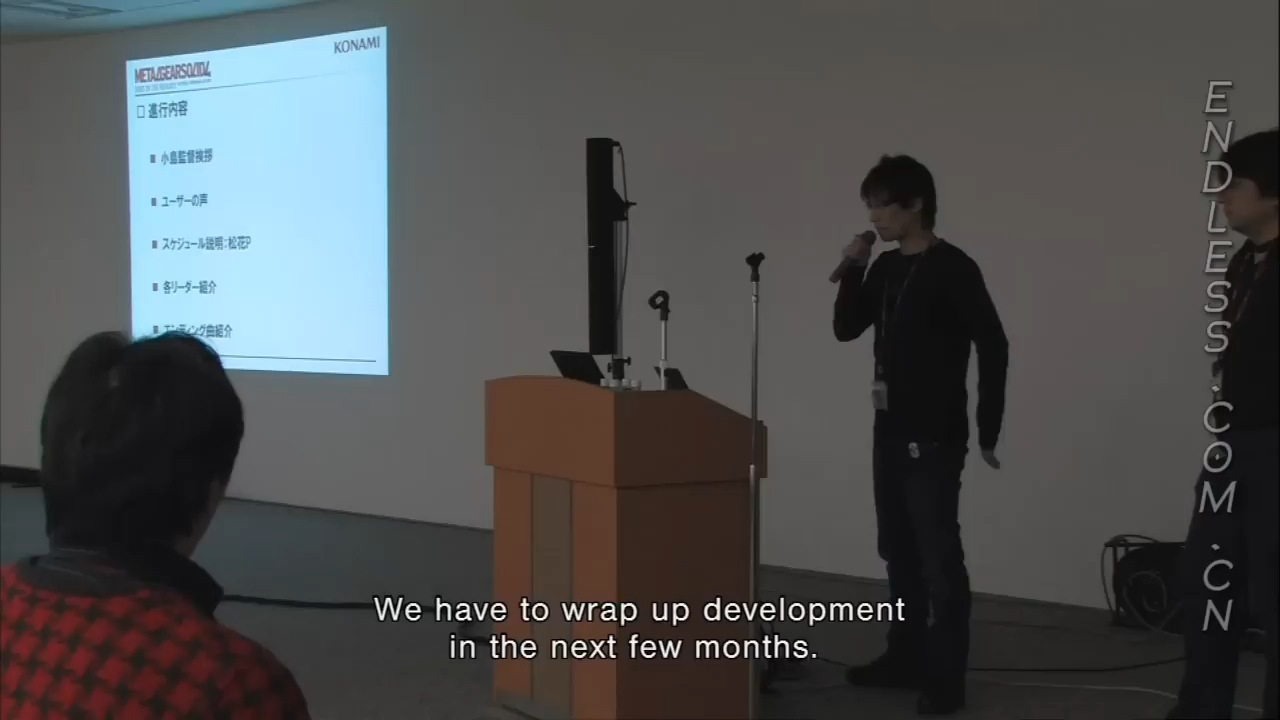 KONAMI
METAL GEAR SOLID 4
□ 進行内容
■ 小島監督挨拶
■ ユーザーの声
■ スケジュール説明:松花P
■ 各リーダー紹介
■ エンディング曲紹介
We have to wrap up development
in the next few months.
ENDLESS.COM.CN